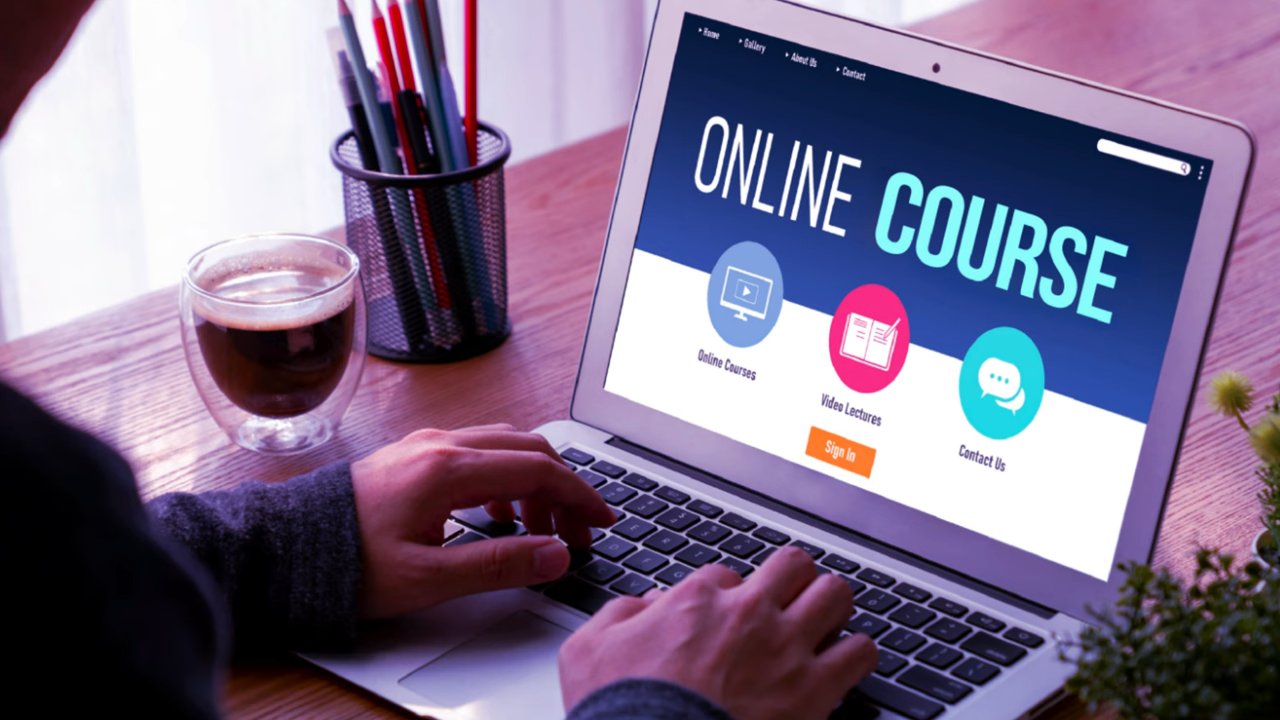 Home
Gallery
About Us
Contact
ONLINE COURSE
Online Courses
Video Lectures
Contact Us
Sign In